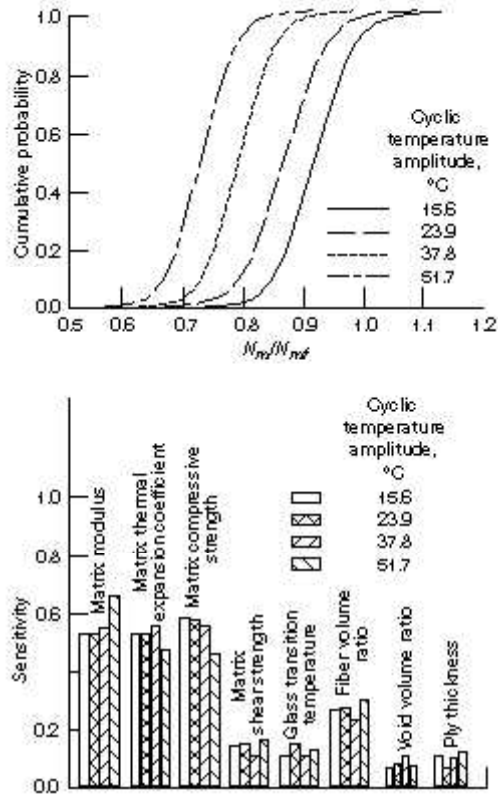 1.0
0.8
0.6
0.4
0.2
0.0
Cumulative probability
Cyclic
temperature
amplitude,
°C
15.6
23.9
37.8
51.7
0.5 0.6 0.7 0.8 0.9 1.0 1.1 1.2
Cyclic
temperature
amplitude,
°C
15.6
23.9
37.8
51.7
1.0
0.8
0.6
0.2
0.0
Sensitivity
Matrix modulus
Matrix thermal
expansion coefficient
Matrix compressive
strength
Matrix
shear strength
Glass transition
temperature
Fiber volume
ratio
Void volume ratio
Ply thickness